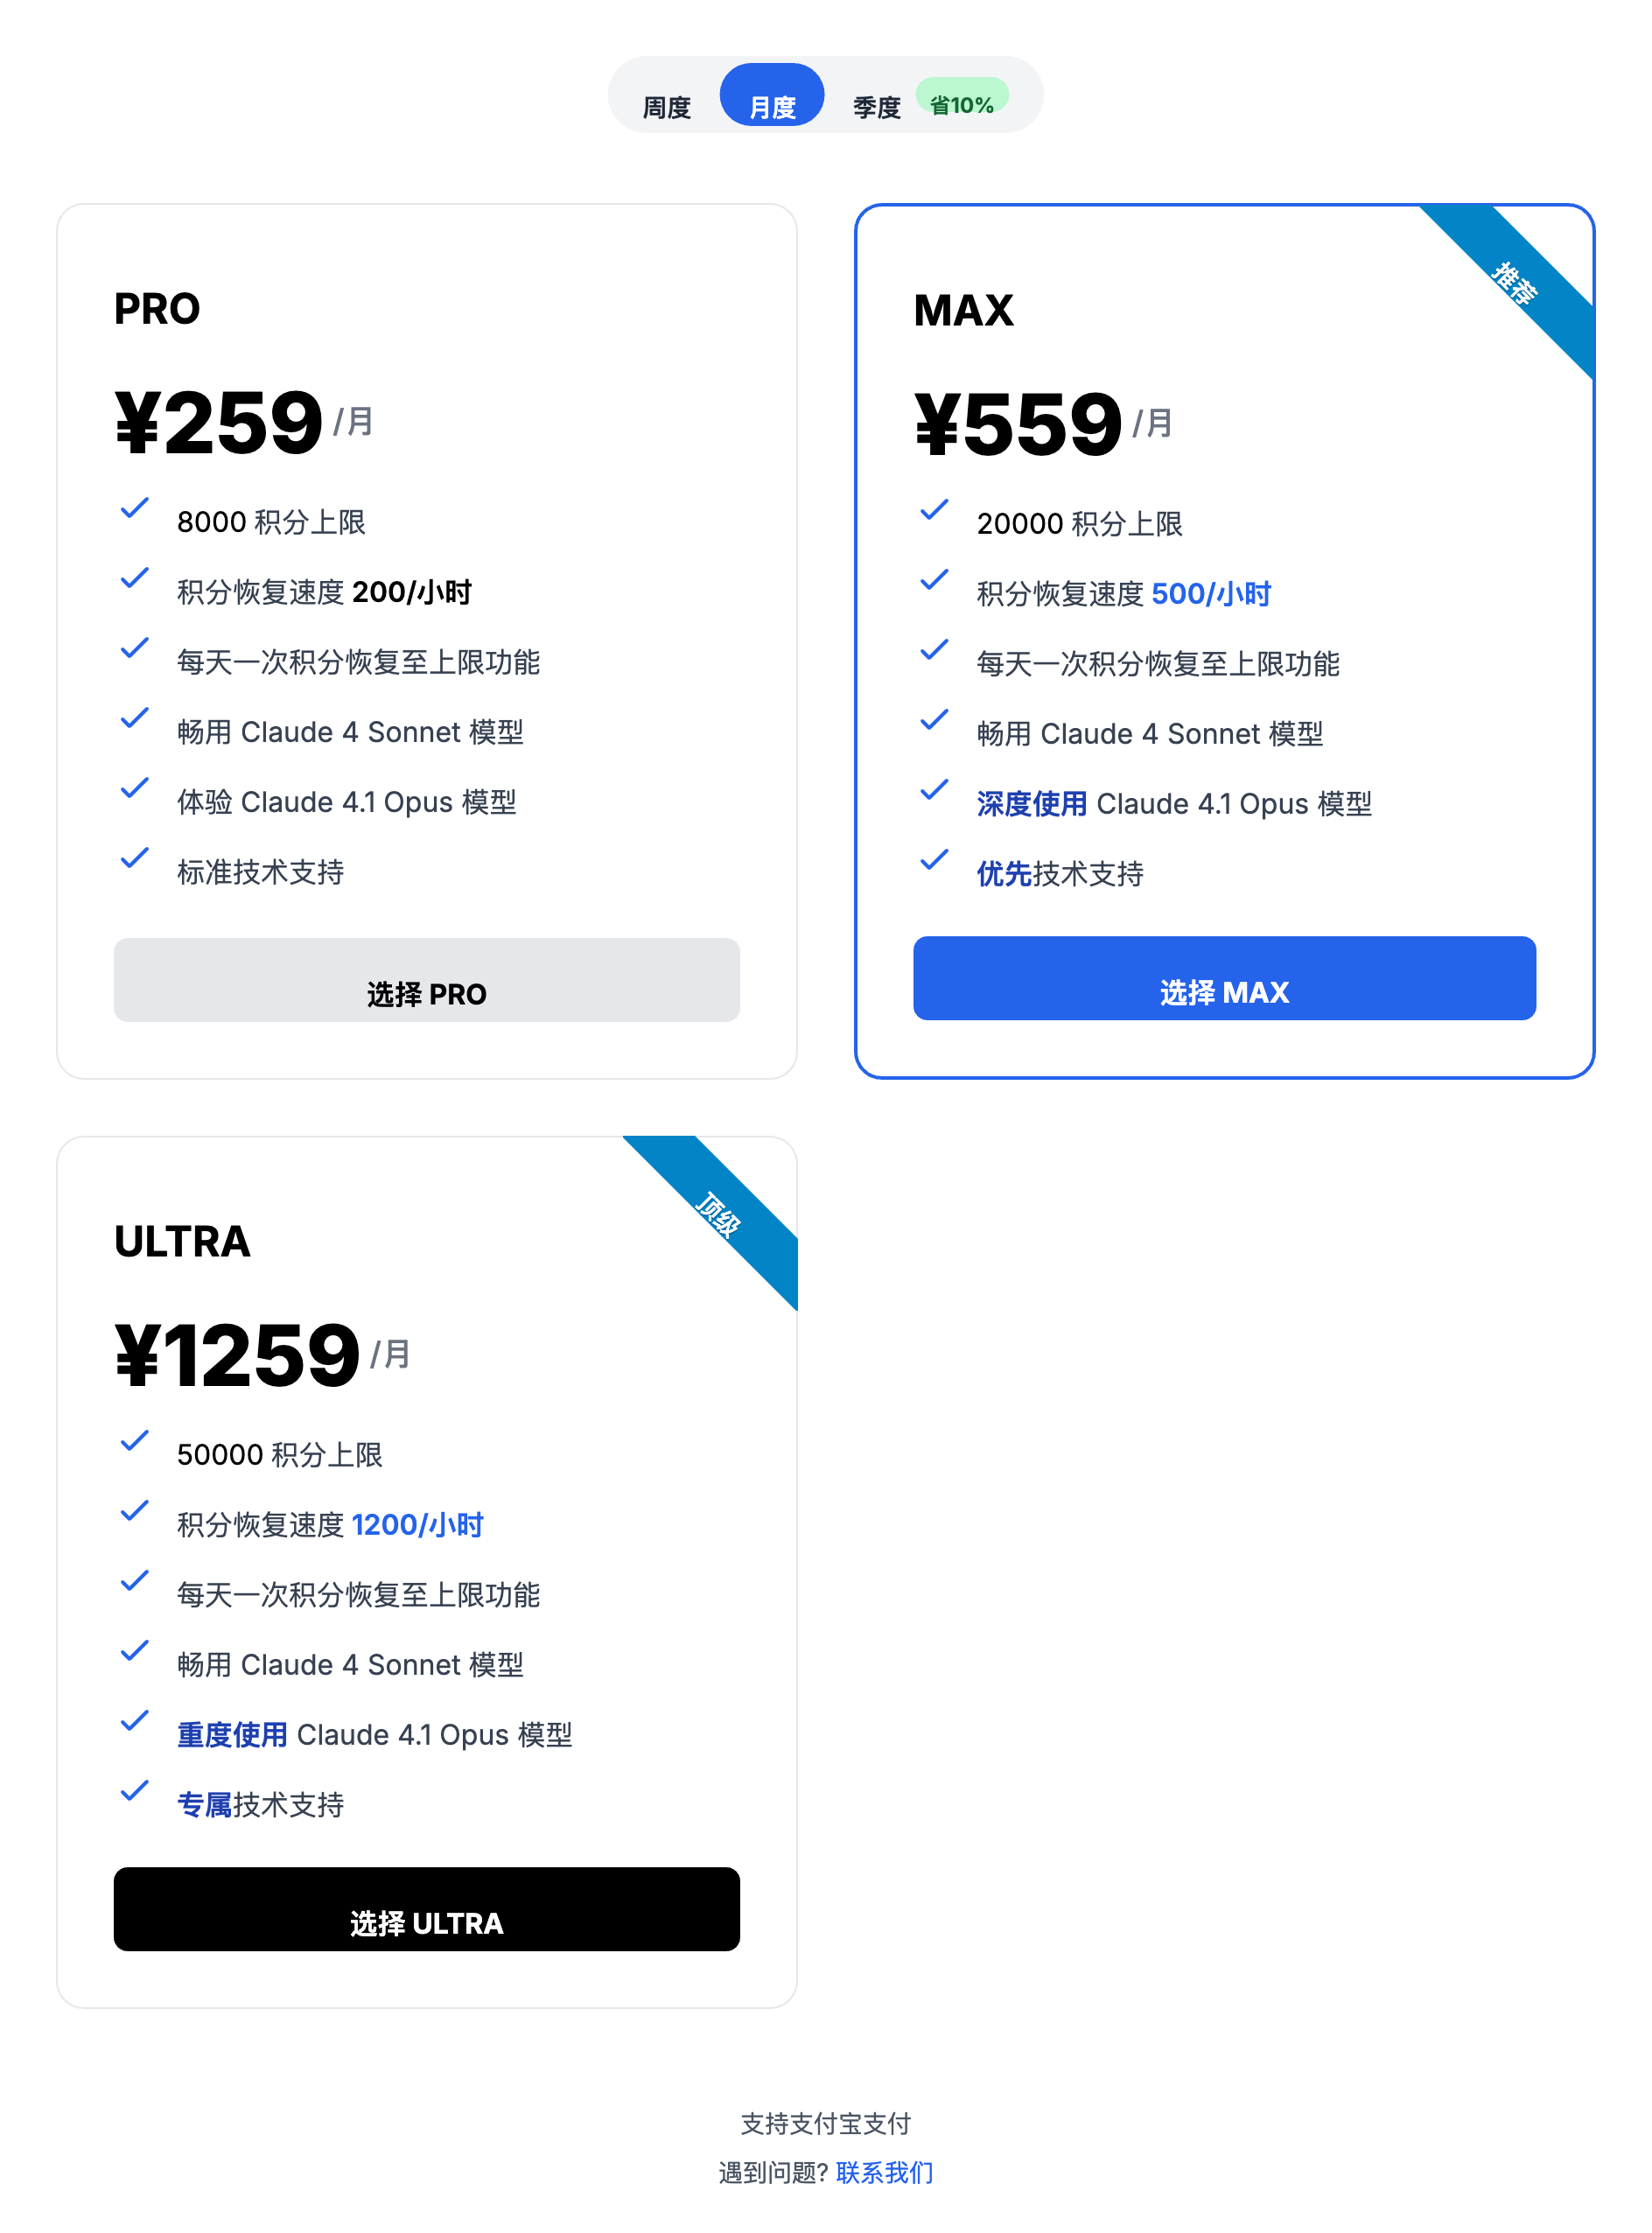 周度 月度 季度 省10%
PRO
¥259 /月
8000 积分上限
积分恢复速度 200/小时
每天一次积分恢复至上限功能
畅用 Claude 4 Sonnet 模型
体验 Claude 4.1 Opus 模型
标准技术支持
选择 PRO
推荐
MAX
¥559 /月
20000 积分上限
积分恢复速度 500/小时
每天一次积分恢复至上限功能
畅用 Claude 4 Sonnet 模型
深度使用 Claude 4.1 Opus 模型
优先技术支持
选择 MAX
顶级
ULTRA
¥1259 /月
50000 积分上限
积分恢复速度 1200/小时
每天一次积分恢复至上限功能
畅用 Claude 4 Sonnet 模型
重度使用 Claude 4.1 Opus 模型
专属技术支持
选择 ULTRA
支持支付宝支付
遇到问题? 联系我们